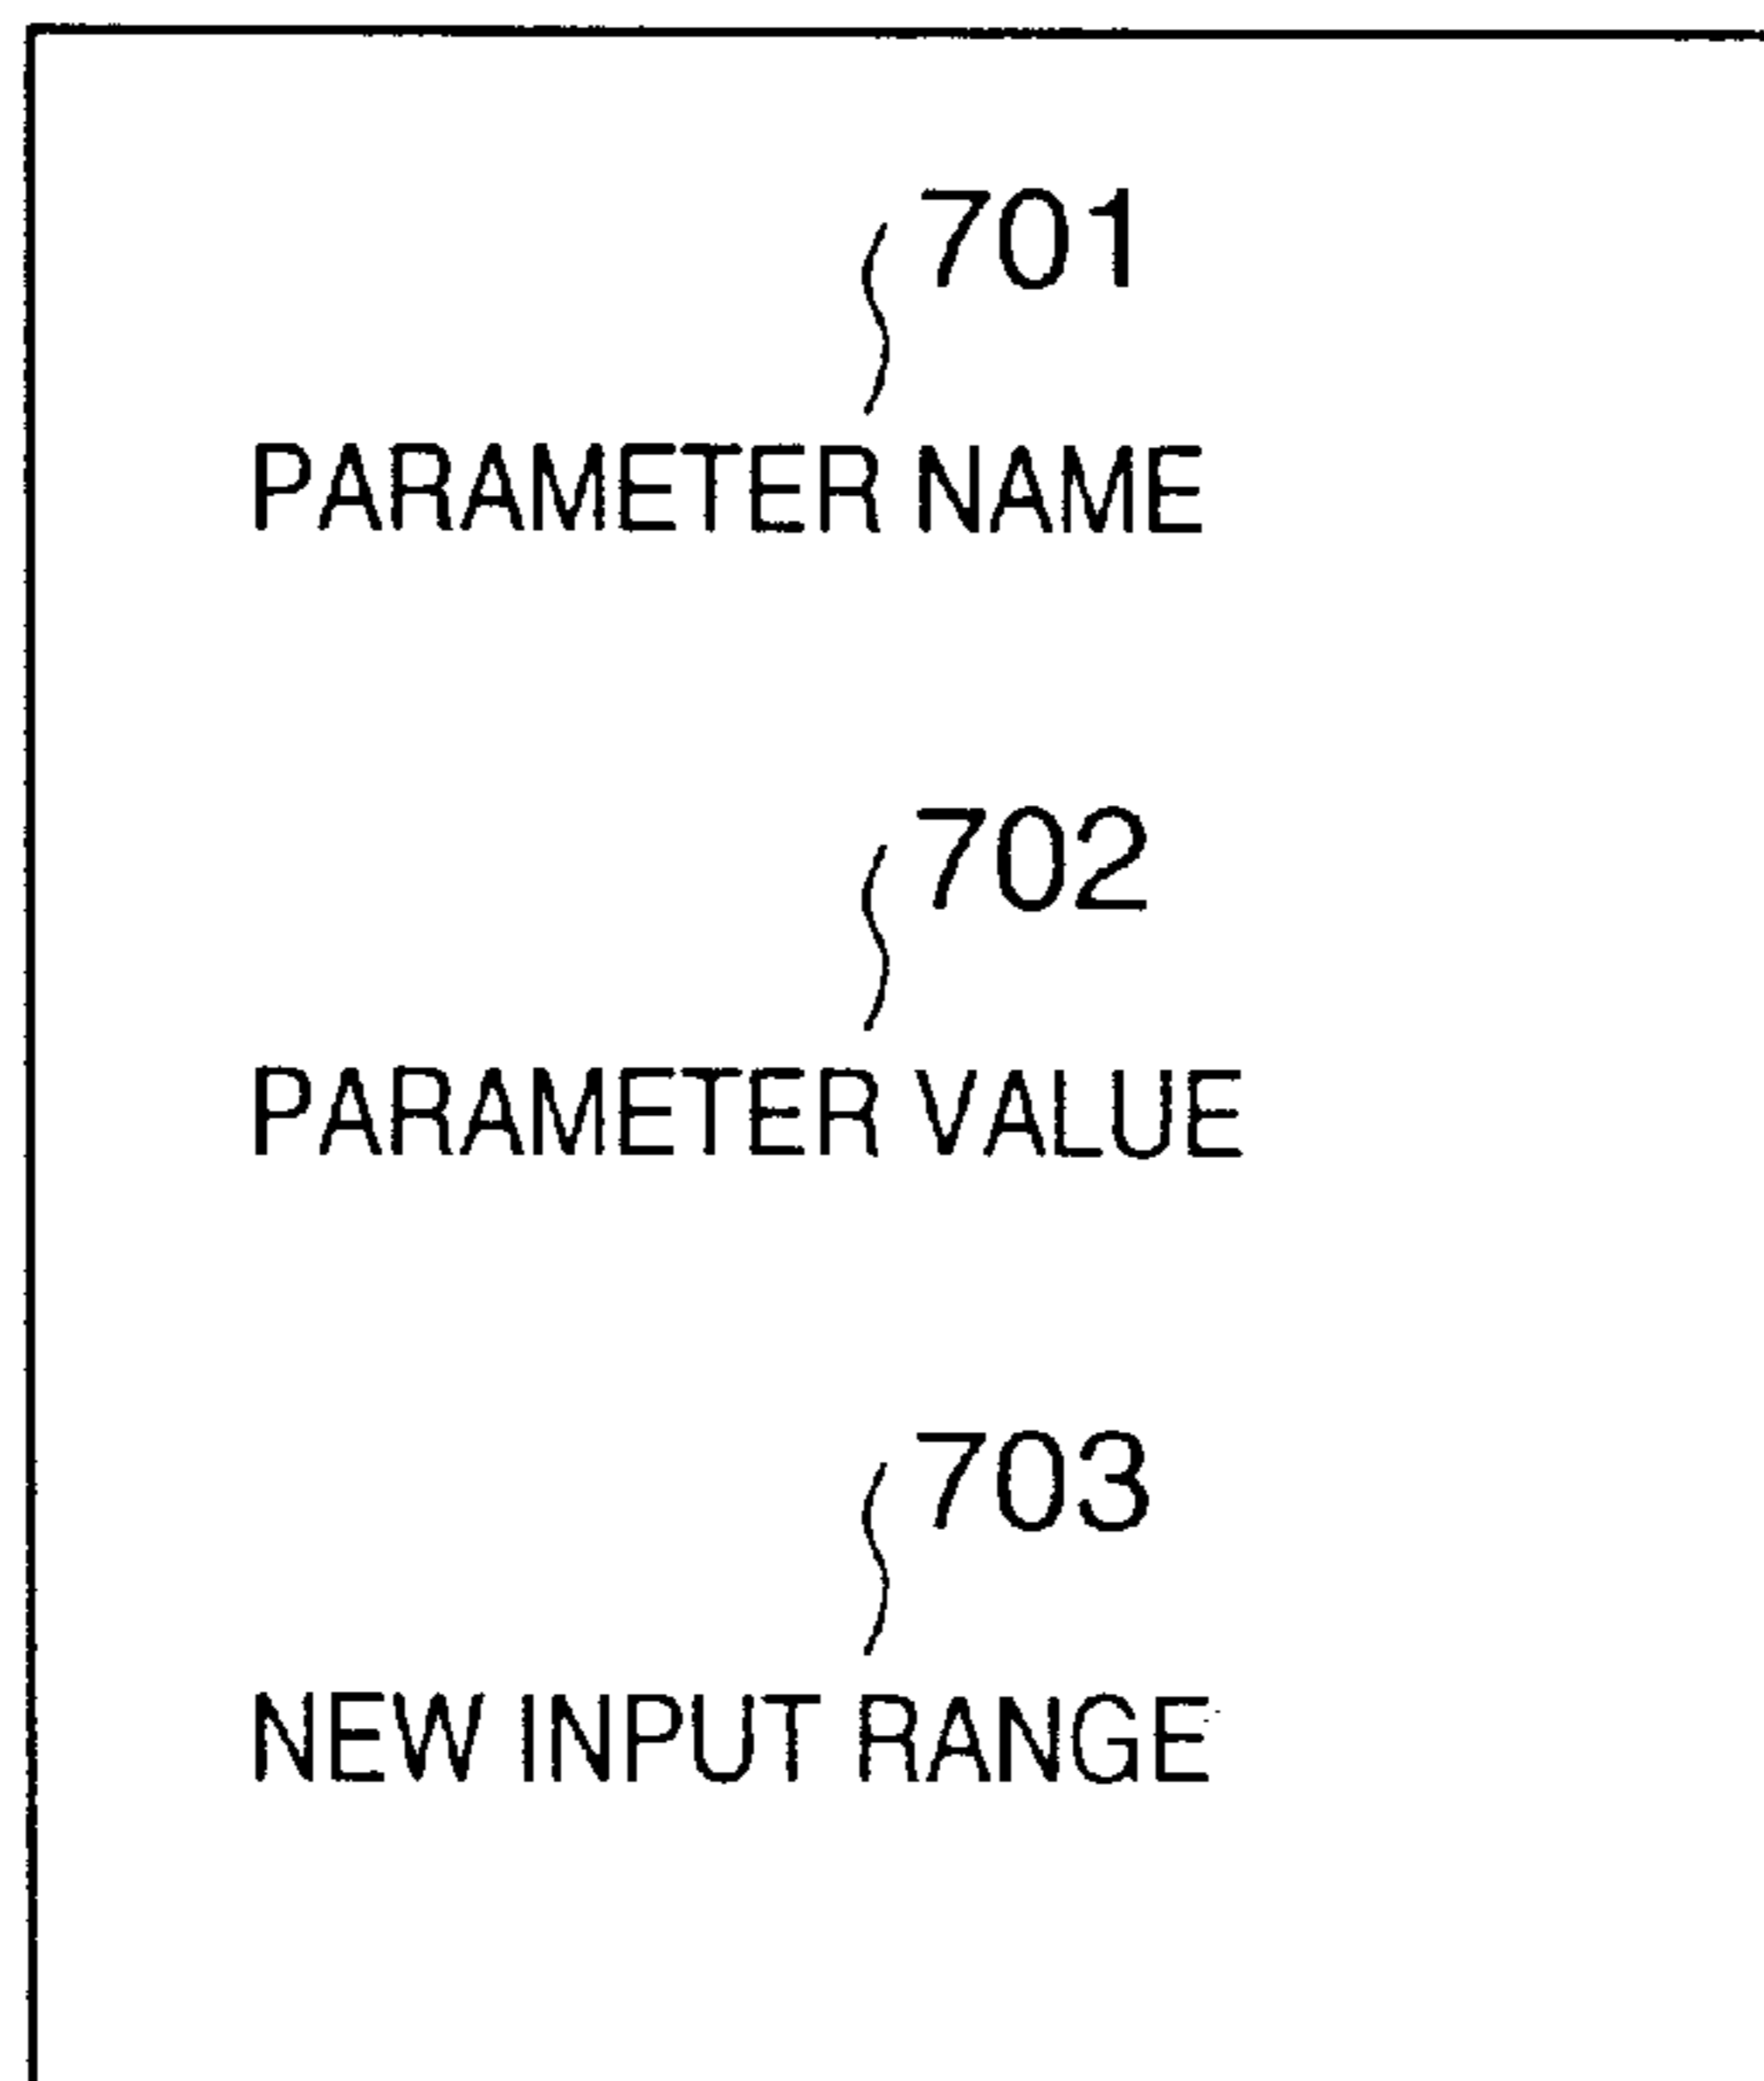 701
PARAMETER NAME
702
PARAMETER VALUE
703
NEW INPUT RANGE